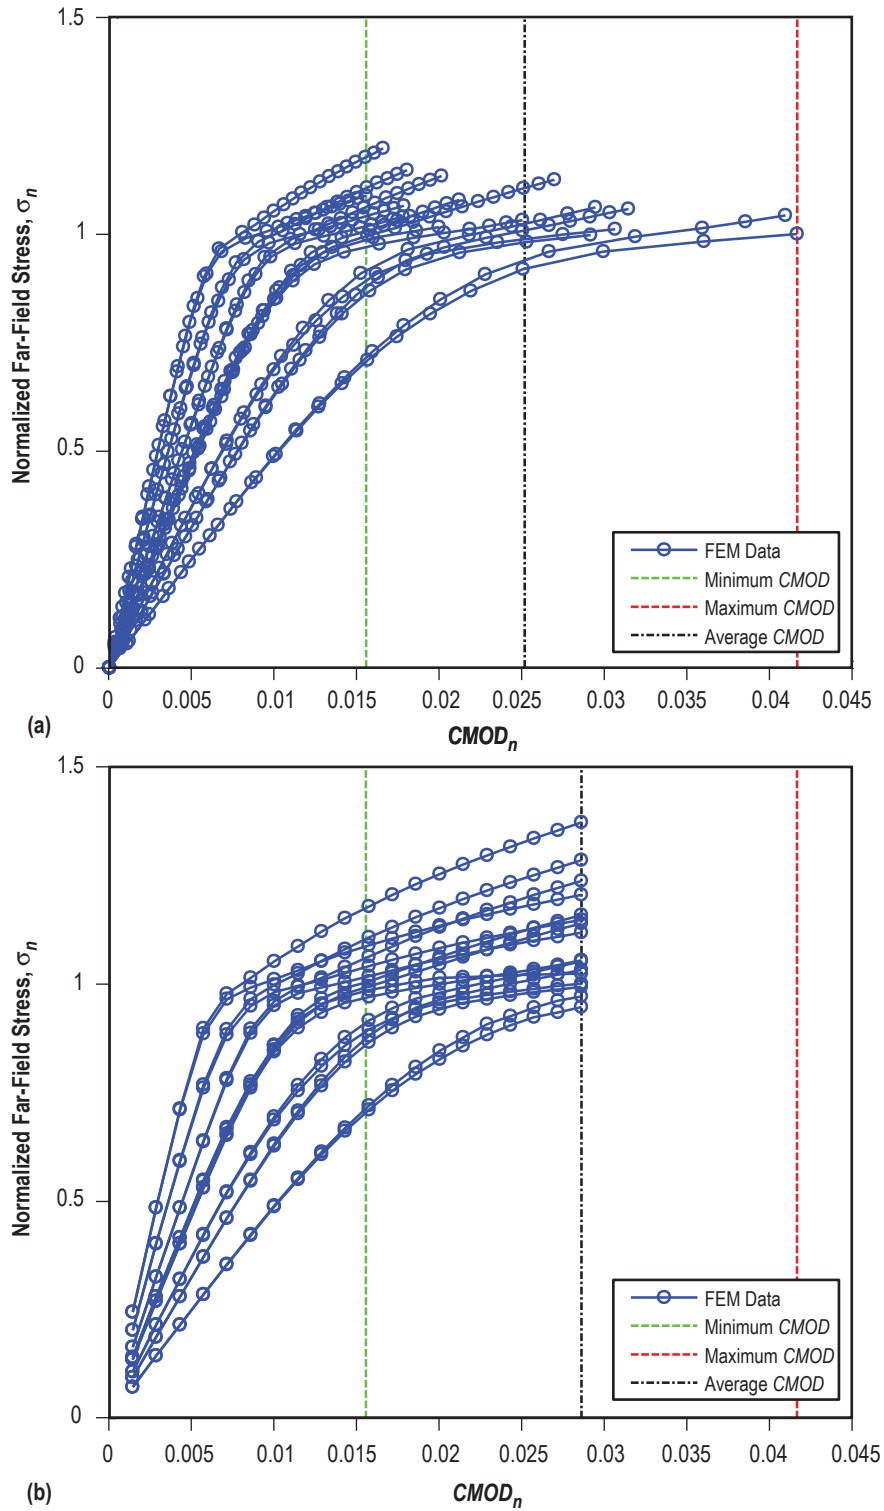 1.5
1
0.5
0
Normalized Far-Field Stress, σn
FEM Data
Minimum CMOD
Maximum CMOD
Average CMOD
0 0.005 0.01 0.015 0.02 0.025 0.03 0.035 0.04 0.045
(a)
CMODn
1.5
1
0.5
0
Normalized Far-Field Stress, σn
FEM Data
Minimum CMOD
Maximum CMOD
Average CMOD
0 0.005 0.01 0.015 0.02 0.025 0.03 0.035 0.04 0.045
(b)
CMODn